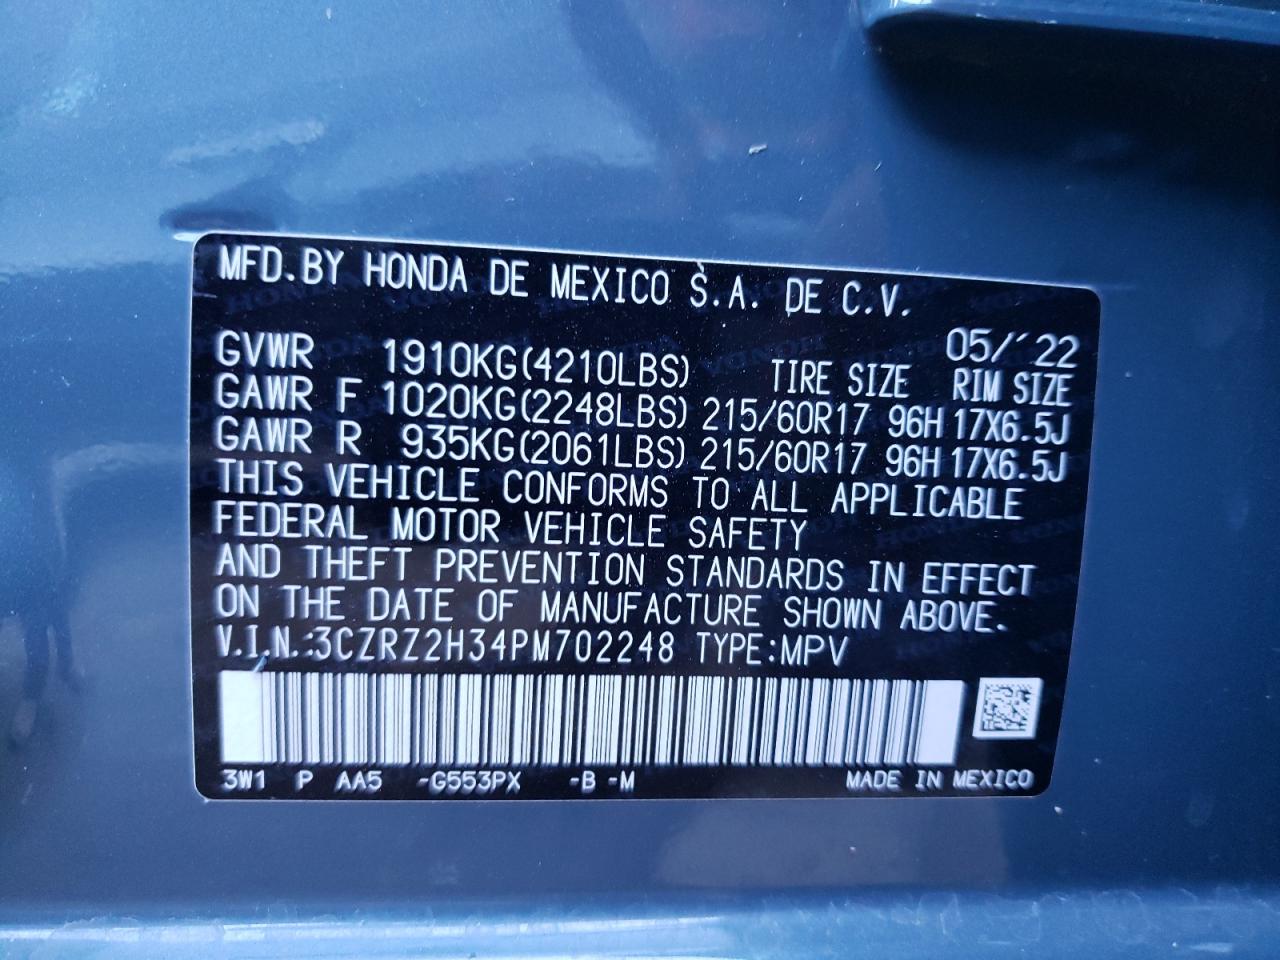 MFD.BY HONDA DE MEXICO S.A. DE C.V.
05/´22
GVWR 1910KG(4210LBS) TIRE SIZE RIM SIZE
GAWR F 1020KG(2248LBS) 215/60R17 96H 17X6.5J
GAWR R 935KG(2061LBS) 215/60R17 96H 17X6.5J
THIS VEHICLE CONFORMS TO ALL APPLICABLE
FEDERAL MOTOR VEHICLE SAFETY
AND THEFT PREVENTION STANDARDS IN EFFECT
ON THE DATE OF MANUFACTURE SHOWN ABOVE.
V.I.N.:3CZRZ2H34PM702248 TYPE:MPV
3W1 P AA5 -G553PX -B -M MADE IN MEXICO